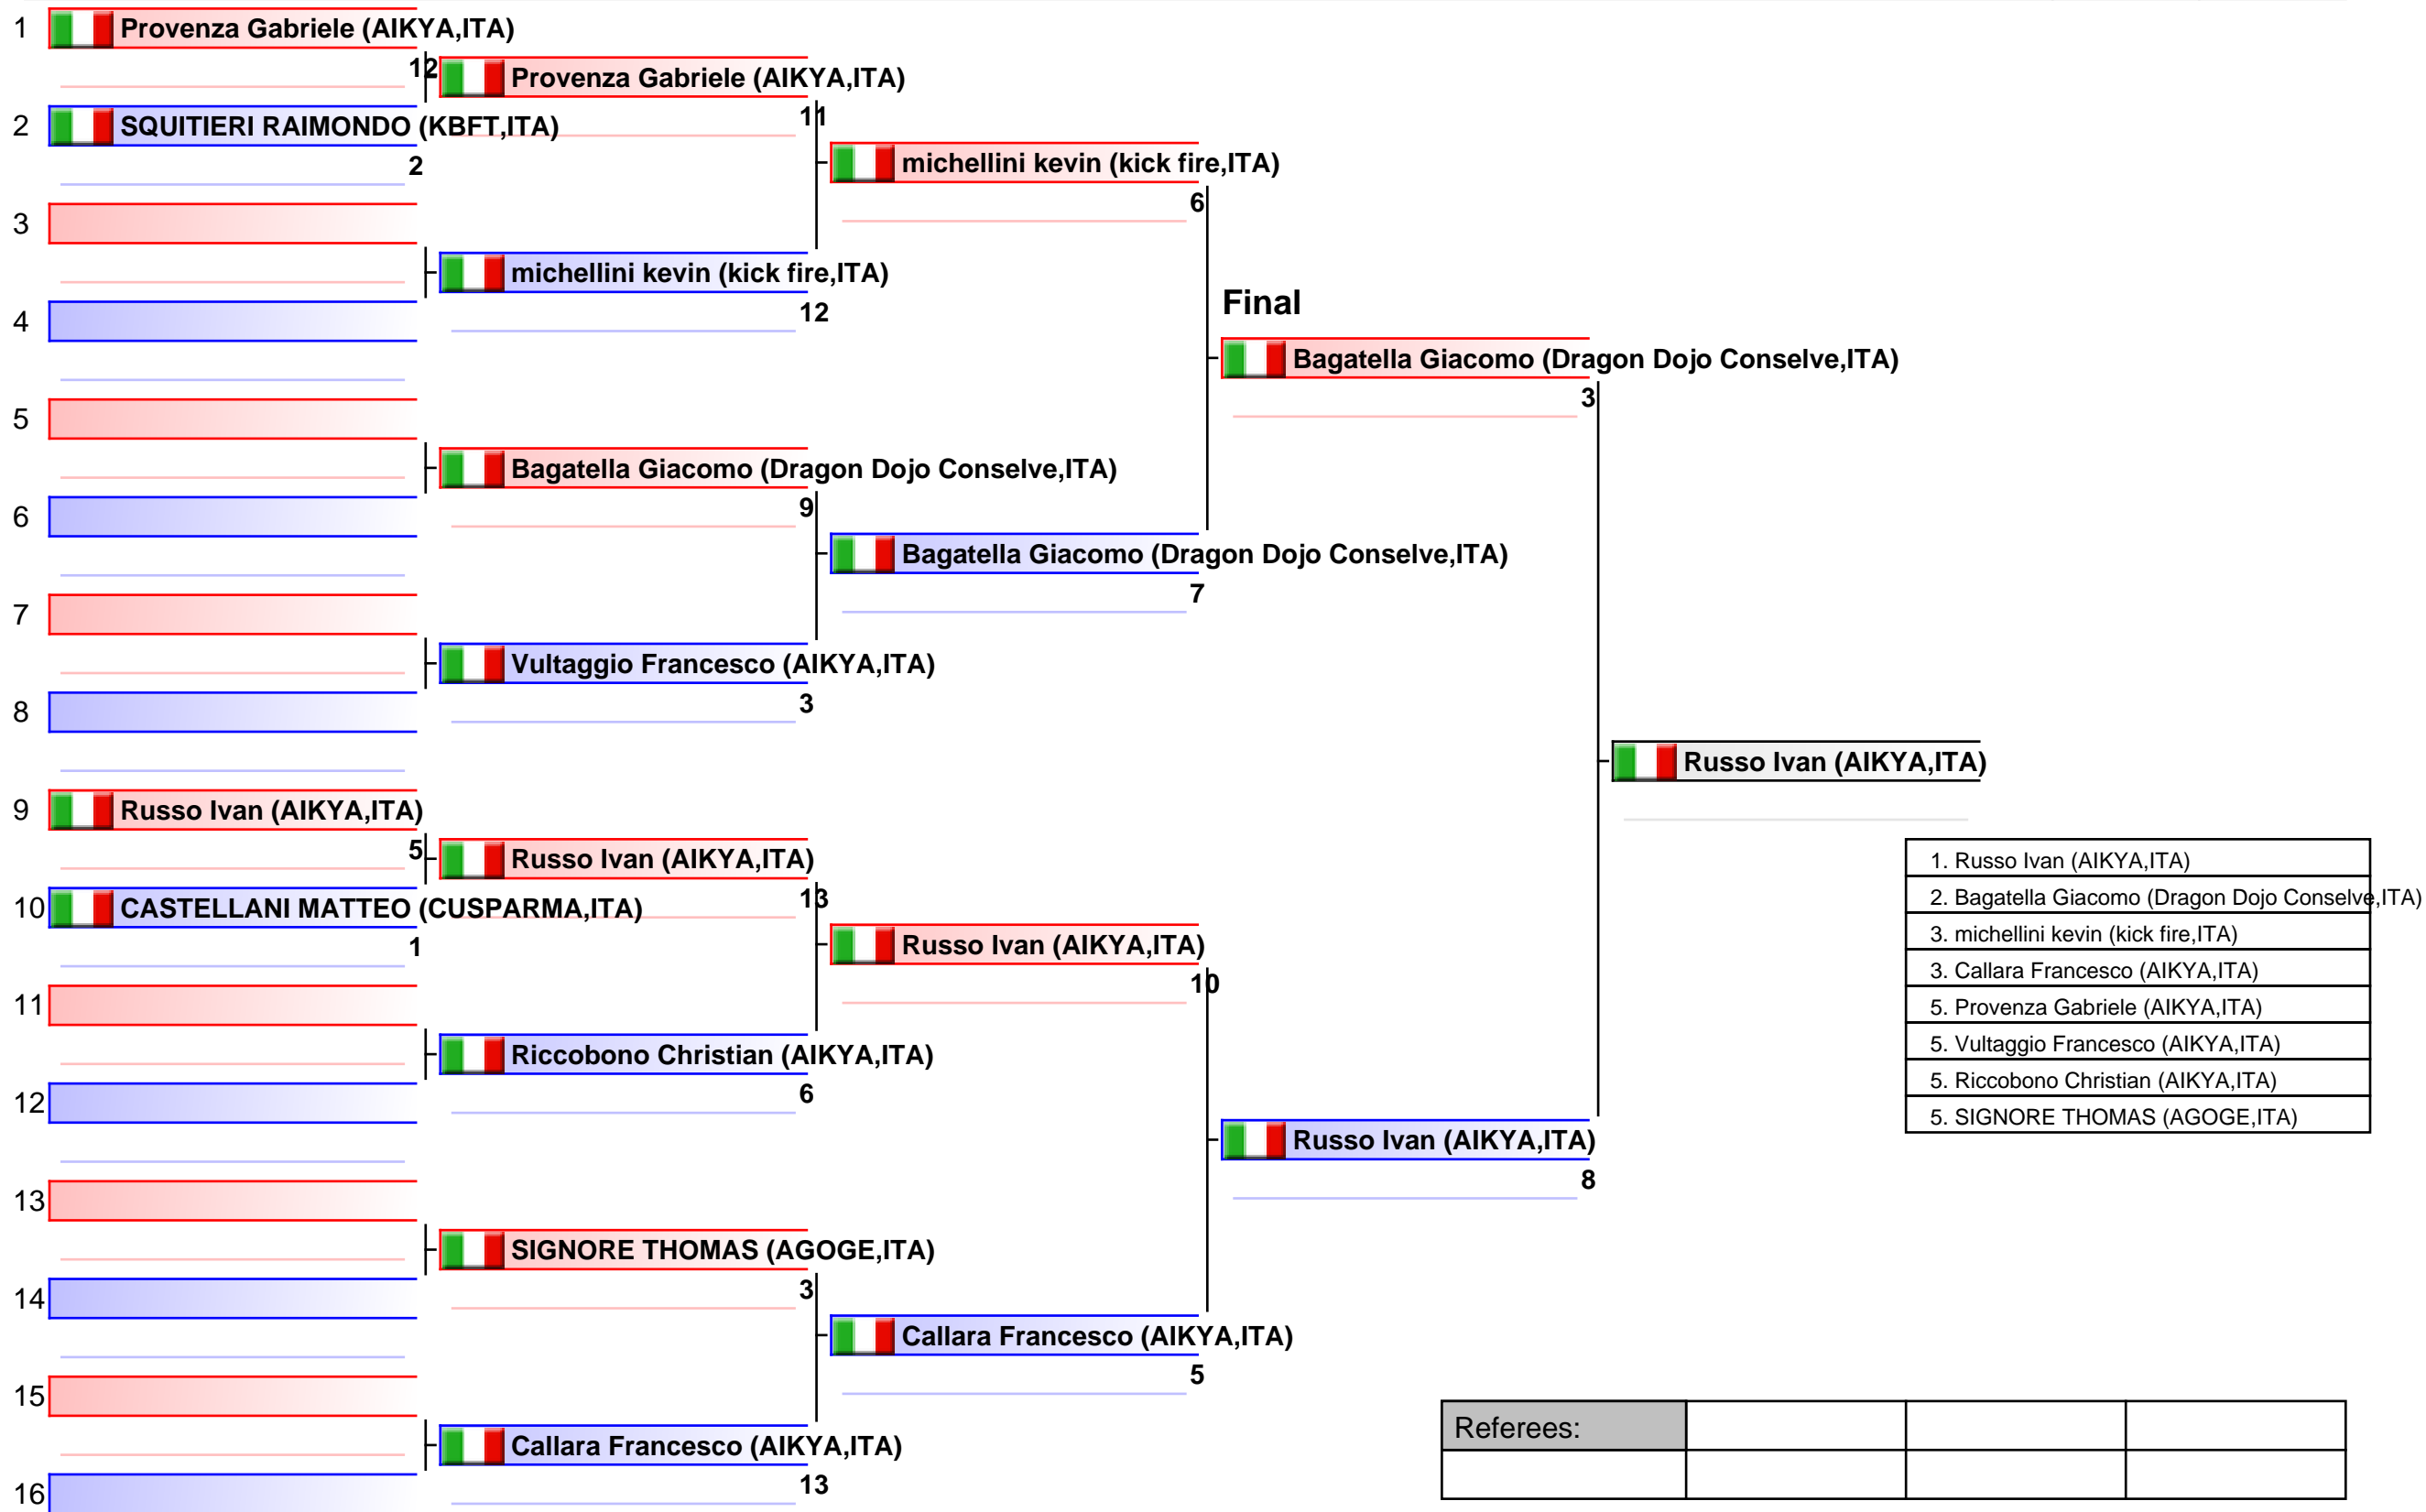 1 Provenza Gabriele (AIKYA,ITA)
12
Provenza Gabriele (AIKYA,ITA)
11
2 SQUITIERI RAIMONDO (KBFT,ITA)
2
michellini kevin (kick fire,ITA)
6
3
michellini kevin (kick fire,ITA)
12
4
Final
Bagatella Giacomo (Dragon Dojo Conselve,ITA)
3
5
Bagatella Giacomo (Dragon Dojo Conselve,ITA)
9
6
Bagatella Giacomo (Dragon Dojo Conselve,ITA)
7
7
Vultaggio Francesco (AIKYA,ITA)
3
8
Russo Ivan (AIKYA,ITA)
9 Russo Ivan (AIKYA,ITA)
5
Russo Ivan (AIKYA,ITA)
13
10 CASTELLANI MATTEO (CUSPARMA,ITA)
1
Russo Ivan (AIKYA,ITA)
10
11
Riccobono Christian (AIKYA,ITA)
6
12
Russo Ivan (AIKYA,ITA)
8
13
SIGNORE THOMAS (AGOGE,ITA)
3
14
Callara Francesco (AIKYA,ITA)
5
15
Callara Francesco (AIKYA,ITA)
13
16
1. Russo Ivan (AIKYA,ITA)
2. Bagatella Giacomo (Dragon Dojo Conselve,ITA)
3. michellini kevin (kick fire,ITA)
3. Callara Francesco (AIKYA,ITA)
5. Provenza Gabriele (AIKYA,ITA)
5. Vultaggio Francesco (AIKYA,ITA)
5. Riccobono Christian (AIKYA,ITA)
5. SIGNORE THOMAS (AGOGE,ITA)
Referees: